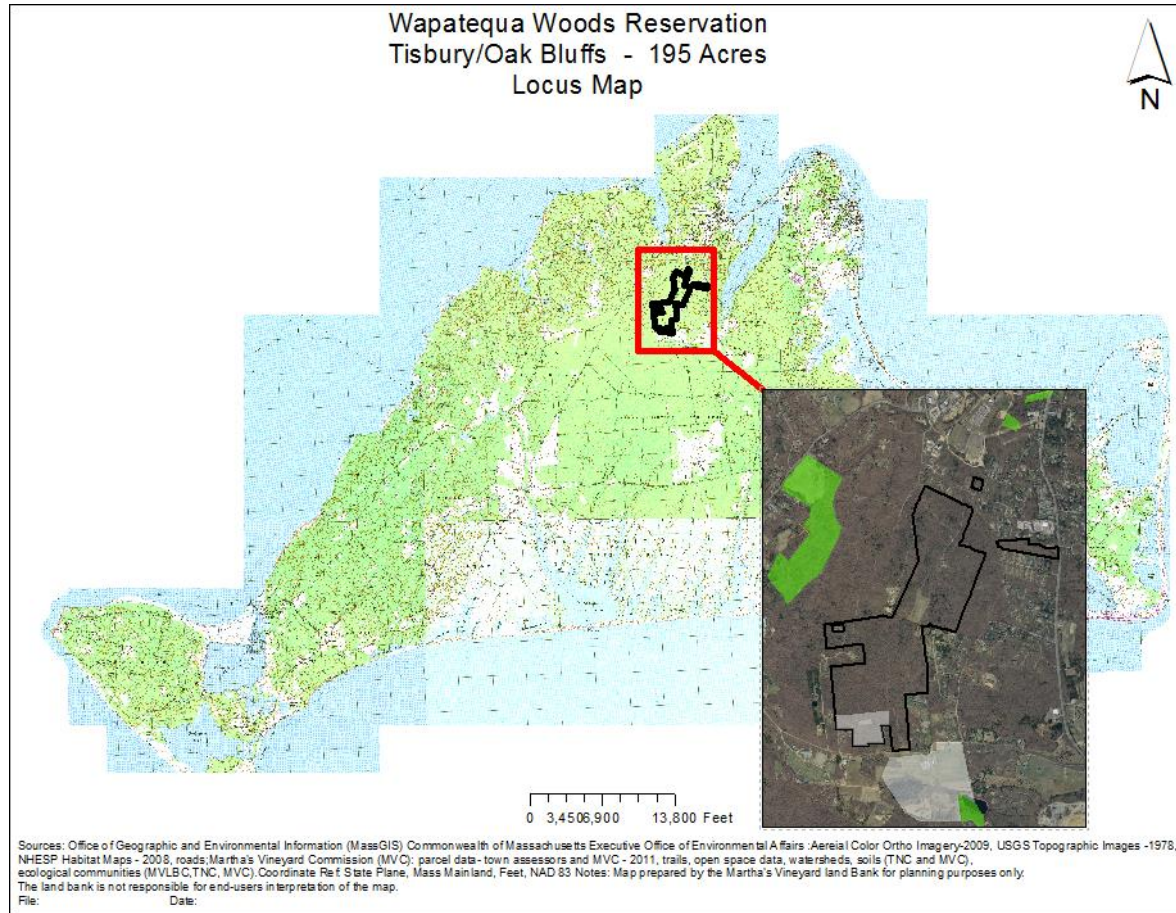 Wapatequa Woods Reservation
Tisbury/Oak Bluffs - 195 Acres
Locus Map
N
0 3,4506,900 13,800 Feet
Sources: Office of Geographic and Environmental Information (MassGIS) Commonwealth of Massachusetts Executive Office of Environmental Affairs :Aereial Color Ortho Imagery-2009, USGS Topographic Images -1978,
NHESP Habitat Maps - 2008, roads;Martha's Vineyard Commission (MVC): parcel data- town assessors and MVC - 2011, trails, open space data, watersheds, soils (TNC and MVC),
ecological communities (MVLBC,TNC, MVC).Coordinate Ref. State Plane, Mass Mainland, Feet, NAD 83 Notes: Map prepared by the Martha's Vineyard land Bank for planning purposes only.
The land bank is not responsible for end-users interpretation of the map.
File: Date: